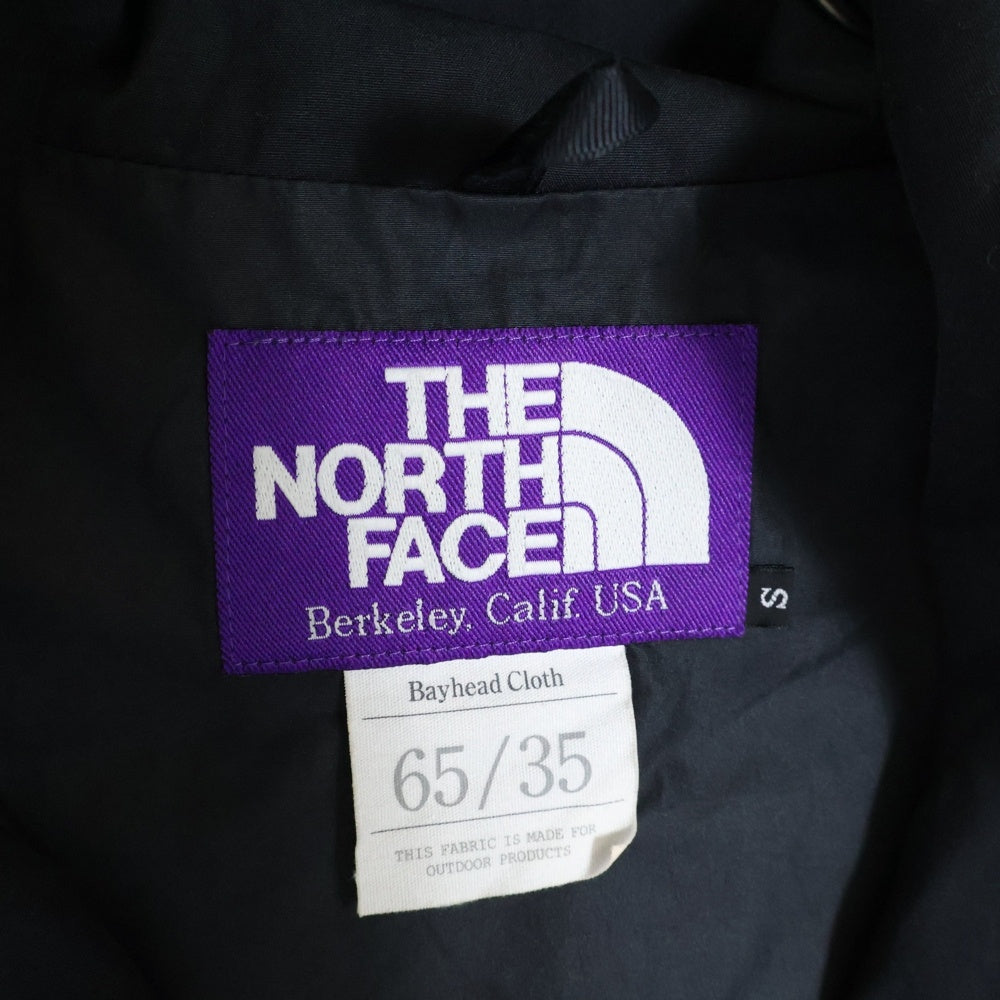 THE
NORTH
FACE
Berkeley, Calif. USA
S
Bayhead Cloth
65/35
THIS FABRIC IS MADE FOR
OUTDOOR PRODUCTS